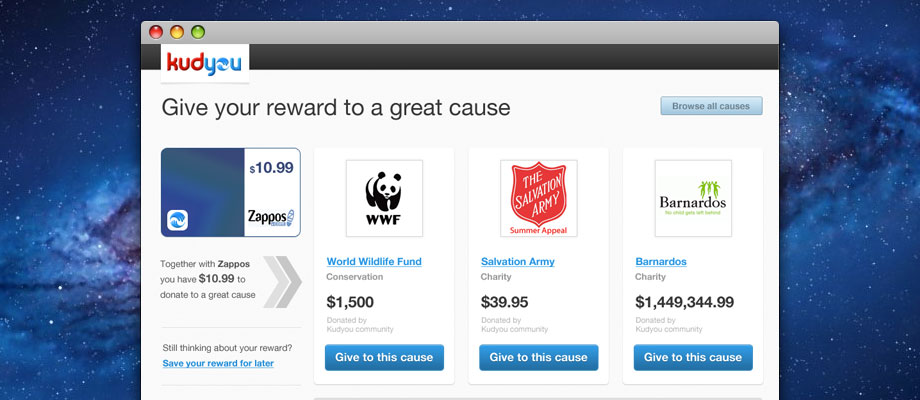 kudyou
Give your reward to a great cause
Browse all causes
$10.99
Zappos
Together with Zappos
you have $10.99 to
donate to a great cause
Still thinking about your reward?
Save your reward for later
WWF
World Wildlife Fund
Conservation
$1,500
Donated by
Kudyou community
Give to this cause
THE
SALVATION
ARMY
Summer Appeal
Salvation Army
Charity
$39.95
Donated by
Kudyou community
Give to this cause
Barnardos
No child gets left behind
Barnardos
Charity
$1,449,344.99
Donated by
Kudyou community
Give to this cause